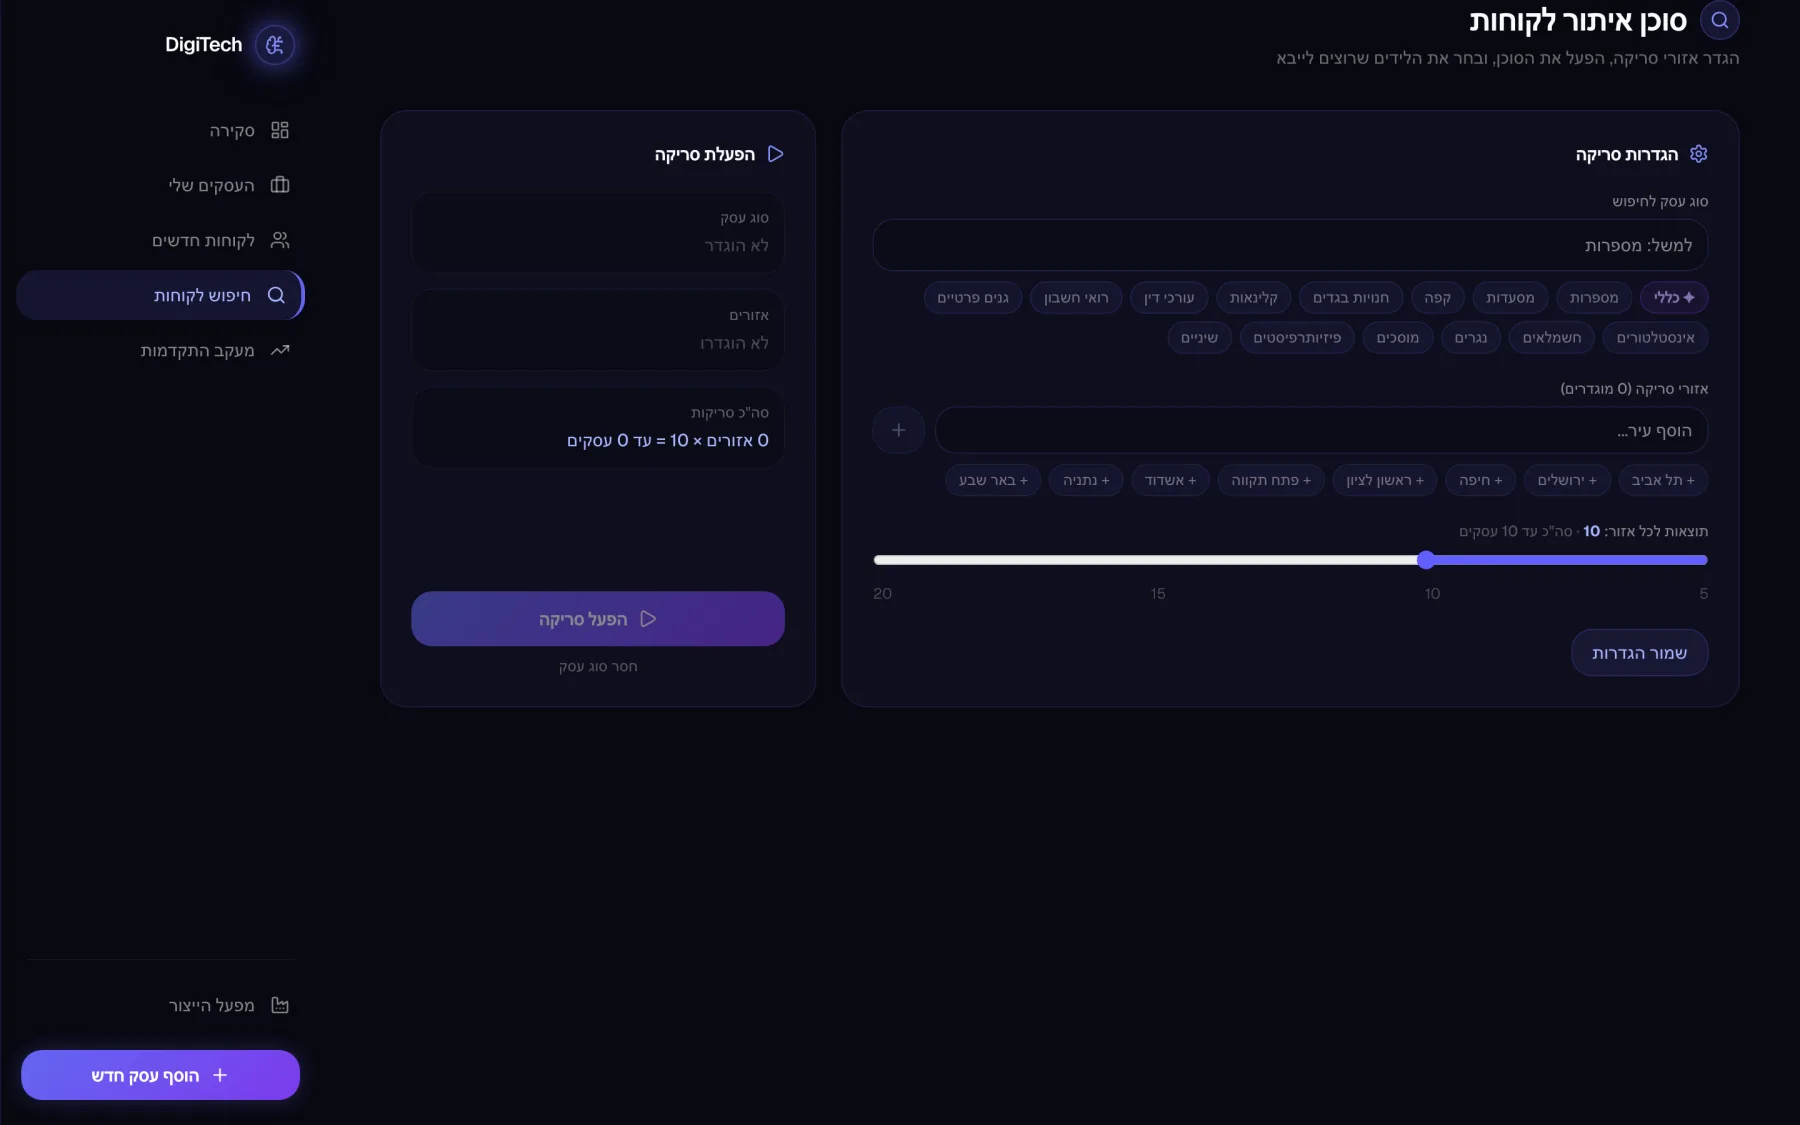 סוכן איתור לקוחות
הגדר אזורי סריקה, הפעל את הסוכן, ובחר את הלידים שרוצים לייבא
הגדרות סריקה
סוג עסק לחיפוש
למשל: מספרות
✦ כללי
מספרות
מסעדות
קפה
חנויות בגדים
קלינאות
עורכי דין
רואי חשבון
גנים פרטיים
אינסטלטורים
חשמלאים
נגרים
מוסכים
פיזיותרפיסטים
שיניים
אזורי סריקה (0 מוגדרים)
הוסף עיר...
+
+ תל אביב
+ ירושלים
+ חיפה
+ ראשון לציון
+ פתח תקווה
+ אשדוד
+ נתניה
+ באר שבע
תוצאות לכל אזור: 10 · סה"כ עד 10 עסקים
5
10
15
20
שמור הגדרות
הפעלת סריקה
סוג עסק
לא הוגדר
אזורים
לא הוגדרו
סה"כ סריקות
0 אזורים × 10 = עד 0 עסקים
הפעל סריקה
חסר סוג עסק
DigiTech
סקירה
העסקים שלי
לקוחות חדשים
חיפוש לקוחות
מעקב התקדמות
מפעל הייצור
+ הוסף עסק חדש